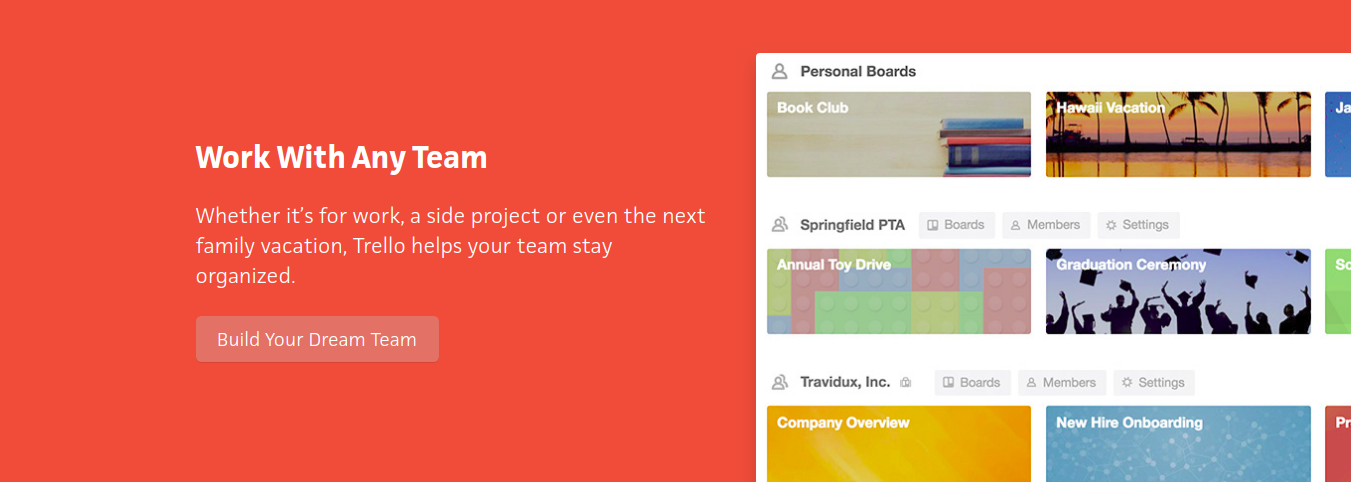 Work With Any Team
Whether it’s for work, a side project or even the next
family vacation, Trello helps your team stay
organized.
Build Your Dream Team
Personal Boards
Book Club
Hawaii Vacation
Ja
Springfield PTA
Boards
Members
Settings
Annual Toy Drive
Graduation Ceremony
So
Travidux, Inc.
Boards
Members
Settings
Company Overview
New Hire Onboarding
Pr